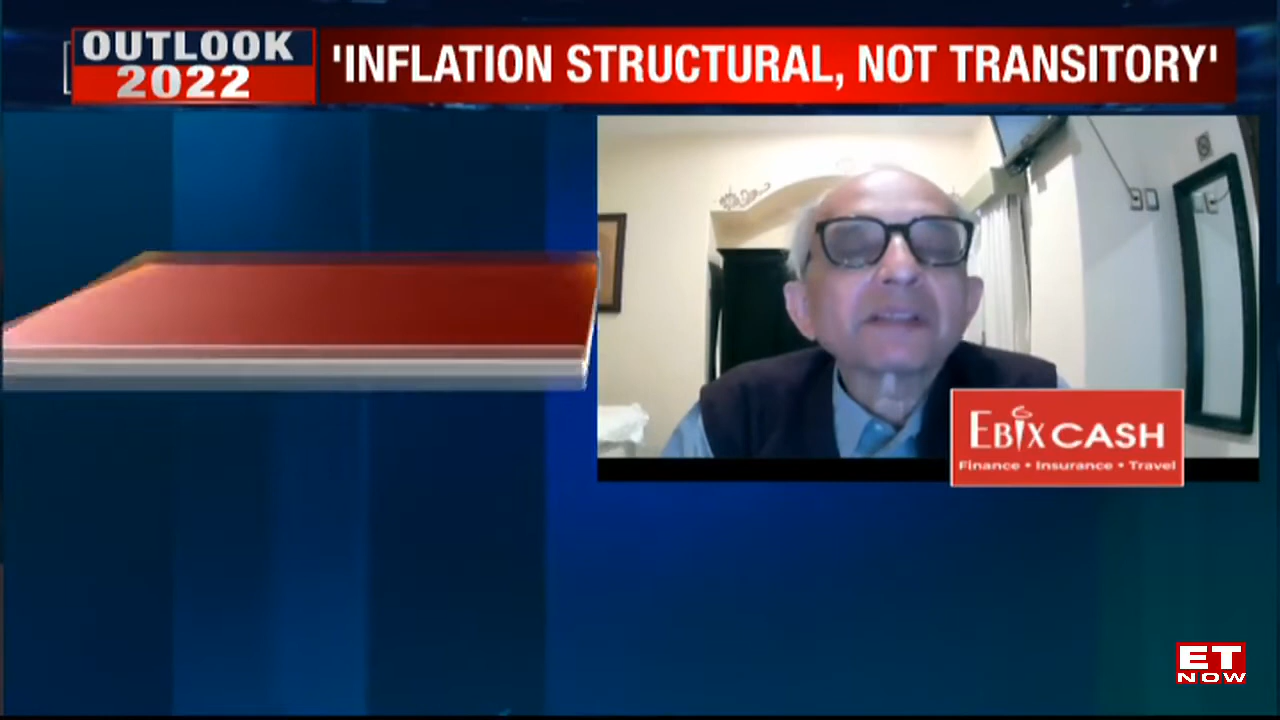 OUTLOOK
2022
'INFLATION STRUCTURAL, NOT TRANSITORY'
EBIXCASH
Finance • Insurance • Travel
ET
NOW